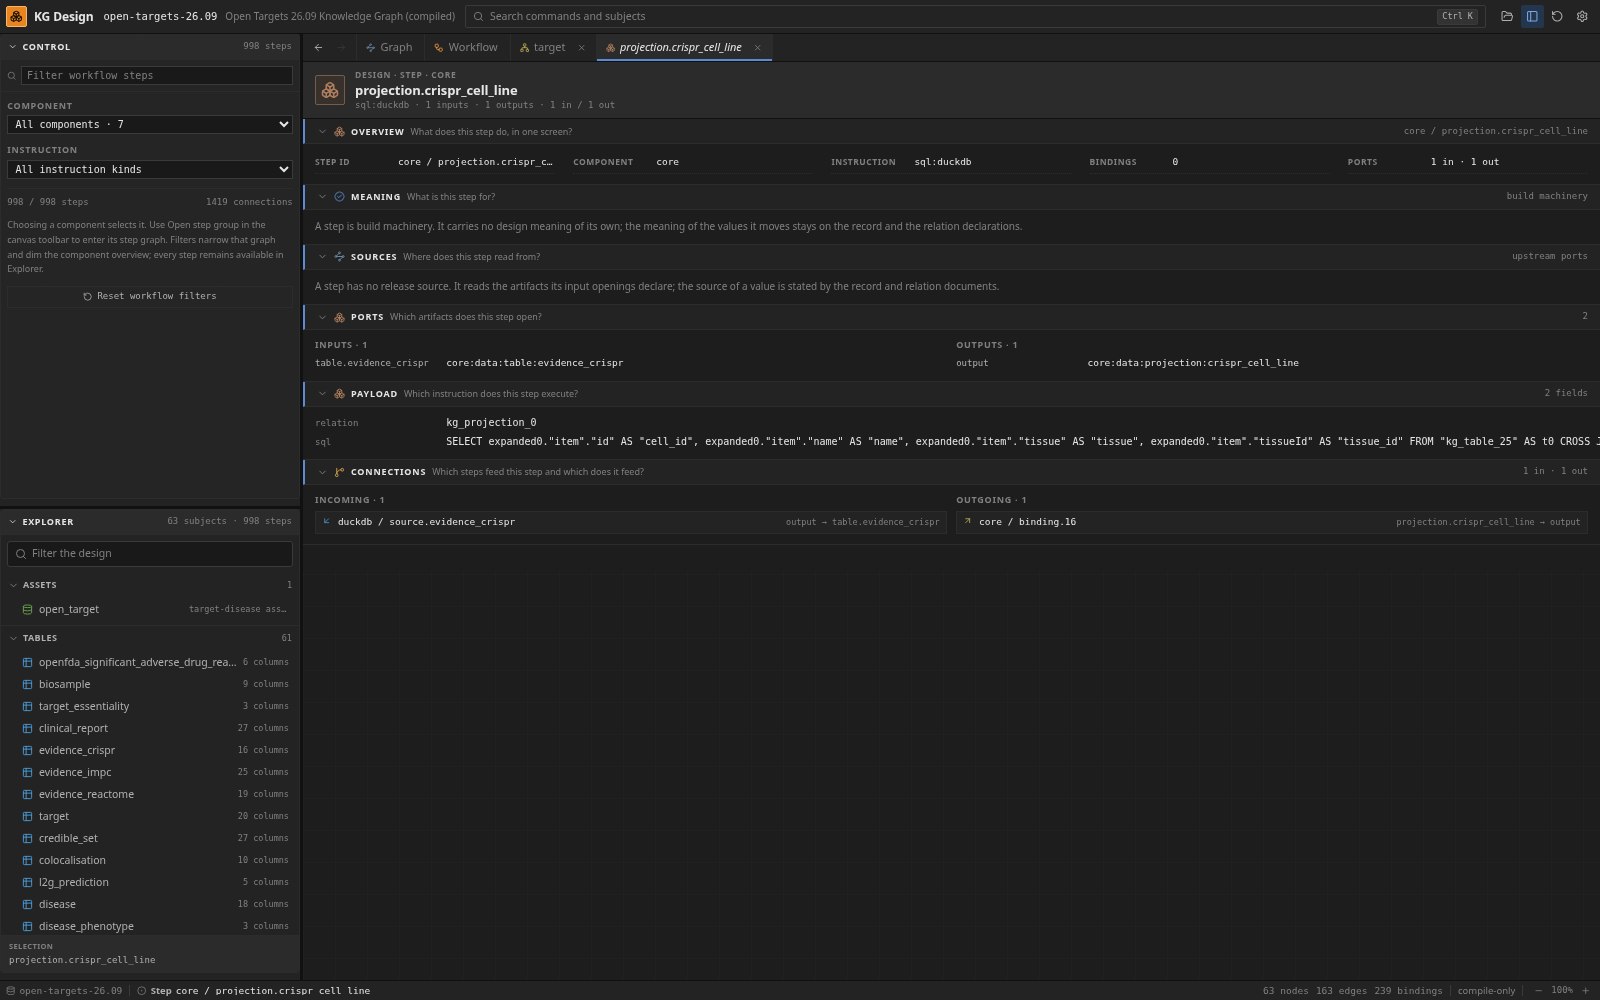 KG Design open-targets-26.09 Open Targets 26.09 Knowledge Graph (compiled) Search commands and subjects Ctrl K
CONTROL 998 steps
Filter workflow steps
COMPONENT
All components · 7
INSTRUCTION
All instruction kinds
998 / 998 steps 1419 connections
Choosing a component selects it. Use Open step group in the
canvas toolbar to enter its step graph. Filters narrow that graph
and dim the component overview; every step remains available in
Explorer.
Reset workflow filters
EXPLORER 63 subjects · 998 steps
Filter the design
ASSETS 1
open_target target-disease ass…
TABLES 61
openfda_significant_adverse_drug_rea… 6 columns
biosample 9 columns
target_essentiality 3 columns
clinical_report 27 columns
evidence_crispr 16 columns
evidence_impc 25 columns
evidence_reactome 19 columns
target 20 columns
credible_set 27 columns
colocalisation 10 columns
l2g_prediction 5 columns
disease 18 columns
disease_phenotype 3 columns
SELECTION
projection.crispr_cell_line
Graph Workflow target projection.crispr_cell_line
DESIGN · STEP · CORE
projection.crispr_cell_line
sql:duckdb · 1 inputs · 1 outputs · 1 in / 1 out
OVERVIEW What does this step do, in one screen? core / projection.crispr_cell_line
STEP ID core / projection.crispr_c… COMPONENT core INSTRUCTION sql:duckdb BINDINGS 0 PORTS 1 in · 1 out
MEANING What is this step for? build machinery
A step is build machinery. It carries no design meaning of its own; the meaning of the values it moves stays on the record and the relation declarations.
SOURCES Where does this step read from? upstream ports
A step has no release source. It reads the artifacts its input openings declare; the source of a value is stated by the record and relation documents.
PORTS Which artifacts does this step open? 2
INPUTS · 1 OUTPUTS · 1
table.evidence_crispr core:data:table:evidence_crispr output core:data:projection:crispr_cell_line
PAYLOAD Which instruction does this step execute? 2 fields
relation kg_projection_0
sql SELECT expanded0."item"."id" AS "cell_id", expanded0."item"."name" AS "name", expanded0."item"."tissue" AS "tissue", expanded0."item"."tissueId" AS "tissue_id" FROM "kg_table_25" AS t0 CROSS
CONNECTIONS Which steps feed this step and which does it feed? 1 in · 1 out
INCOMING · 1 OUTGOING · 1
duckdb / source.evidence_crispr output → table.evidence_crispr core / binding.16 projection.crispr_cell_line → output
open-targets-26.09 Step core / projection.crispr cell line 63 nodes 163 edges 239 bindings compile-only − 100% +